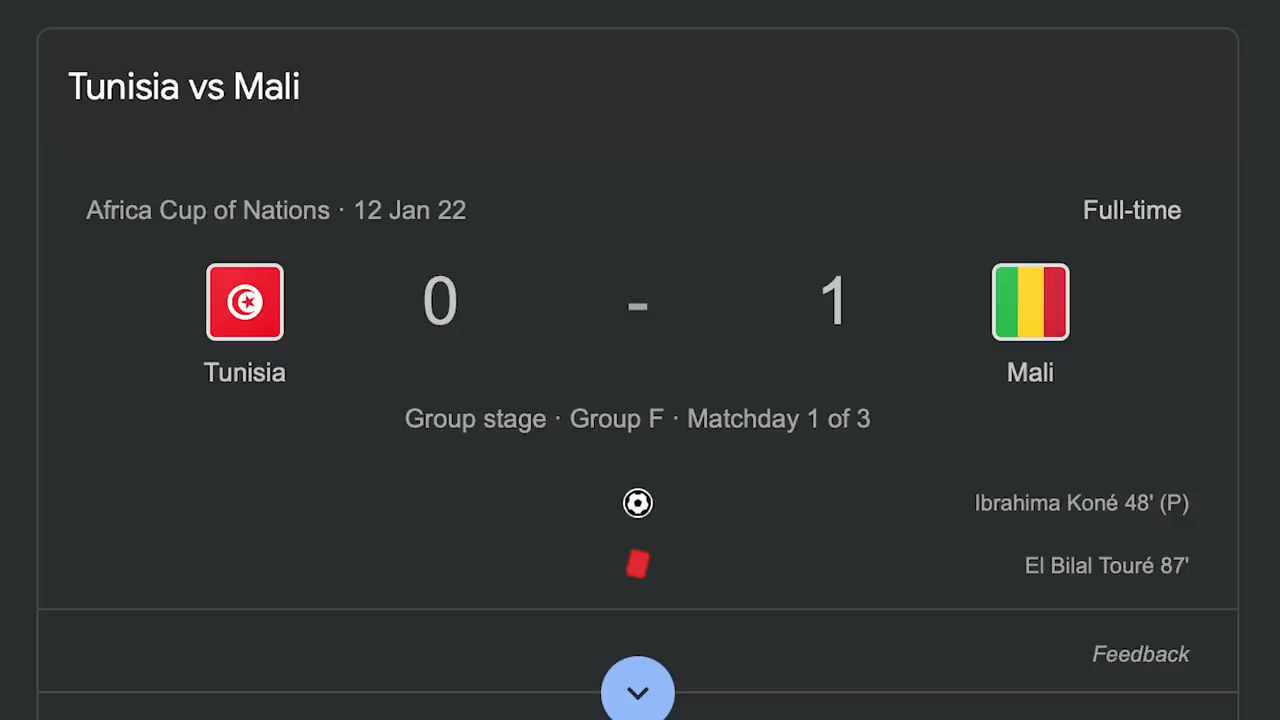 Tunisia vs Mali
Africa Cup of Nations · 12 Jan 22 Full-time
0 - 1
Tunisia Mali
Group stage · Group F · Matchday 1 of 3
Ibrahima Koné 48' (P)
El Bilal Touré 87'
Feedback